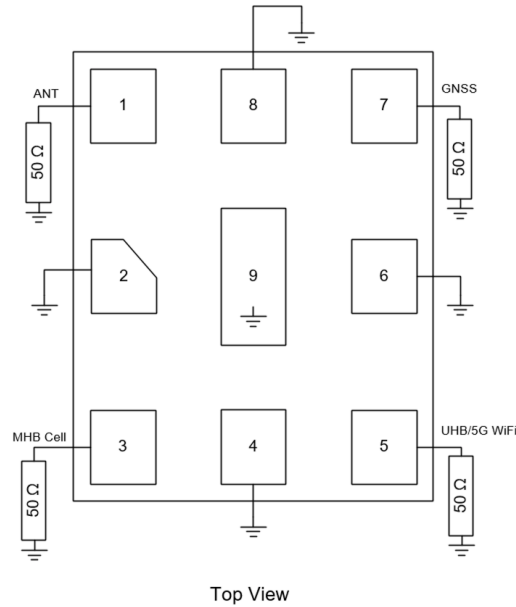 GNSS
ANT
1
8
7
50 Ω
50 Ω
2
9
6
MHB Cell
UHB/5G WiFi
3
4
5
50 Ω
50 Ω
Top View